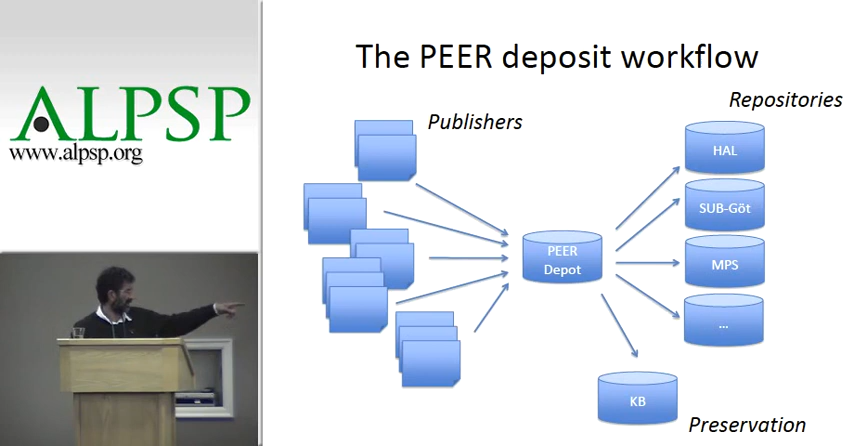 ALPSP
www.alpsp.org
The PEER deposit workflow
Publishers
Repositories
HAL
SUB-Göt
PEER
Depot
MPS
...
KB
Preservation